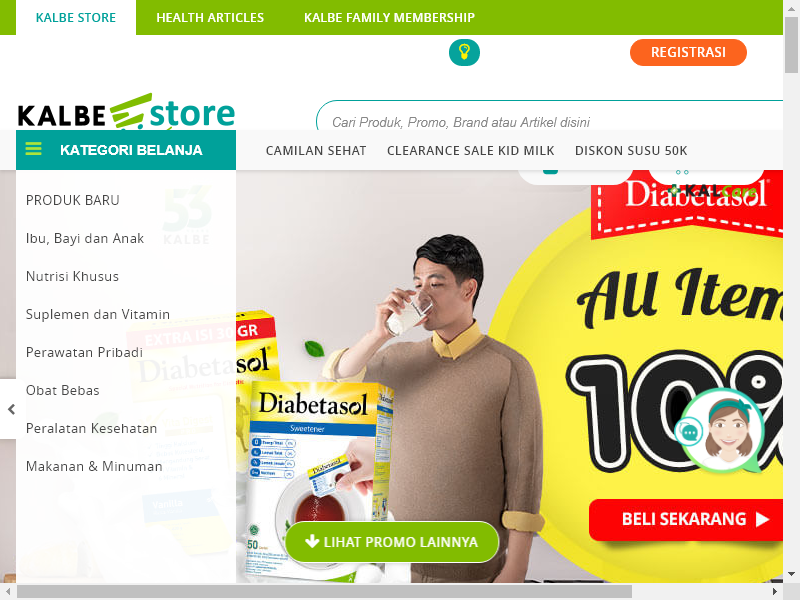 KALBE STORE
HEALTH ARTICLES
KALBE FAMILY MEMBERSHIP
REGISTRASI
KALBE store
Cari Produk, Promo, Brand atau Artikel disini
KATEGORI BELANJA
CAMILAN SEHAT
CLEARANCE SALE KID MILK
DISKON SUSU 50K
PRODUK BARU
Ibu, Bayi dan Anak
Nutrisi Khusus
Suplemen dan Vitamin
Perawatan Pribadi
Obat Bebas
Peralatan Kesehatan
Makanan & Minuman
53
KALBE
KALCare
Diabetasol
All Item
10%
BELI SEKARANG
EXTRA ISI 30 GR
Diabetasol
Diabetasol
Sweetener
Diabetasol
50
LIHAT PROMO LAINNYA